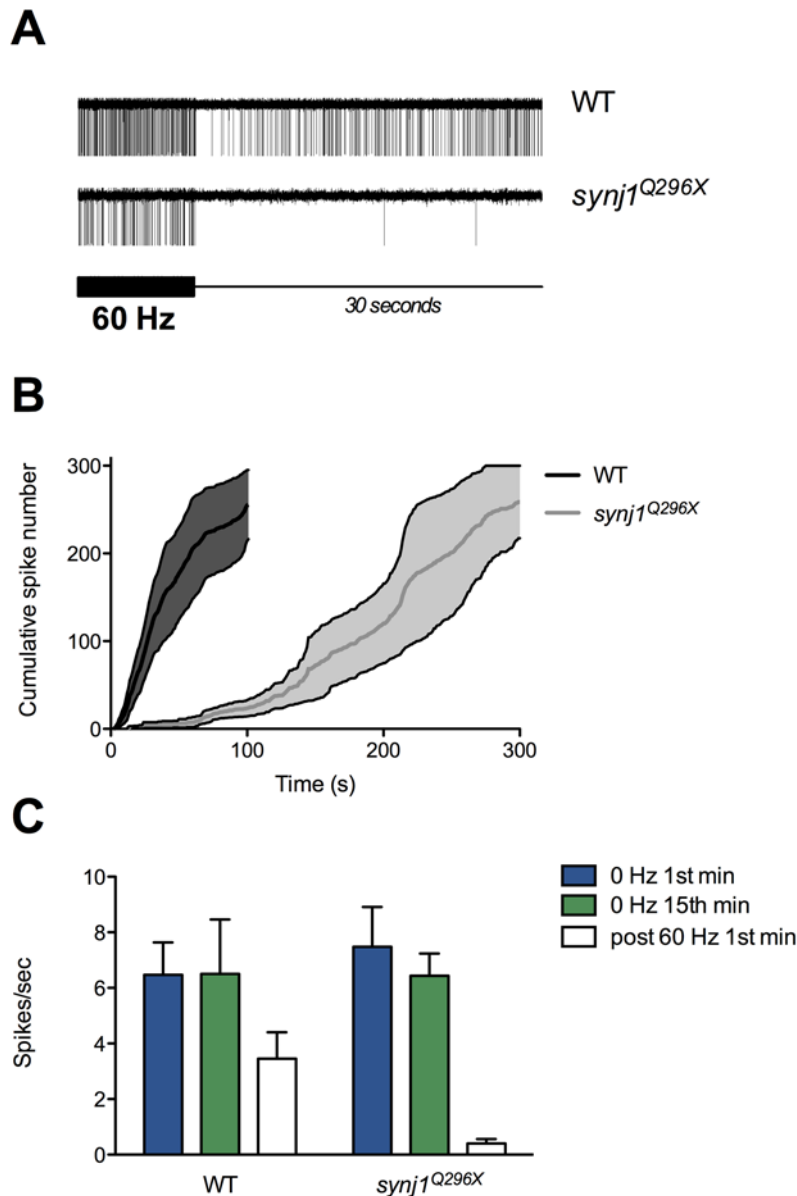 A
WT
synj1Q296X
60 Hz
30 seconds
B
Cumulative spike number
300
200
100
0
0 100 200 300
Time (s)
WT
synj1Q296X
C
Spikes/sec
10
8
6
4
2
0
WT synj1Q296X
0 Hz 1st min
0 Hz 15th min
post 60 Hz 1st min